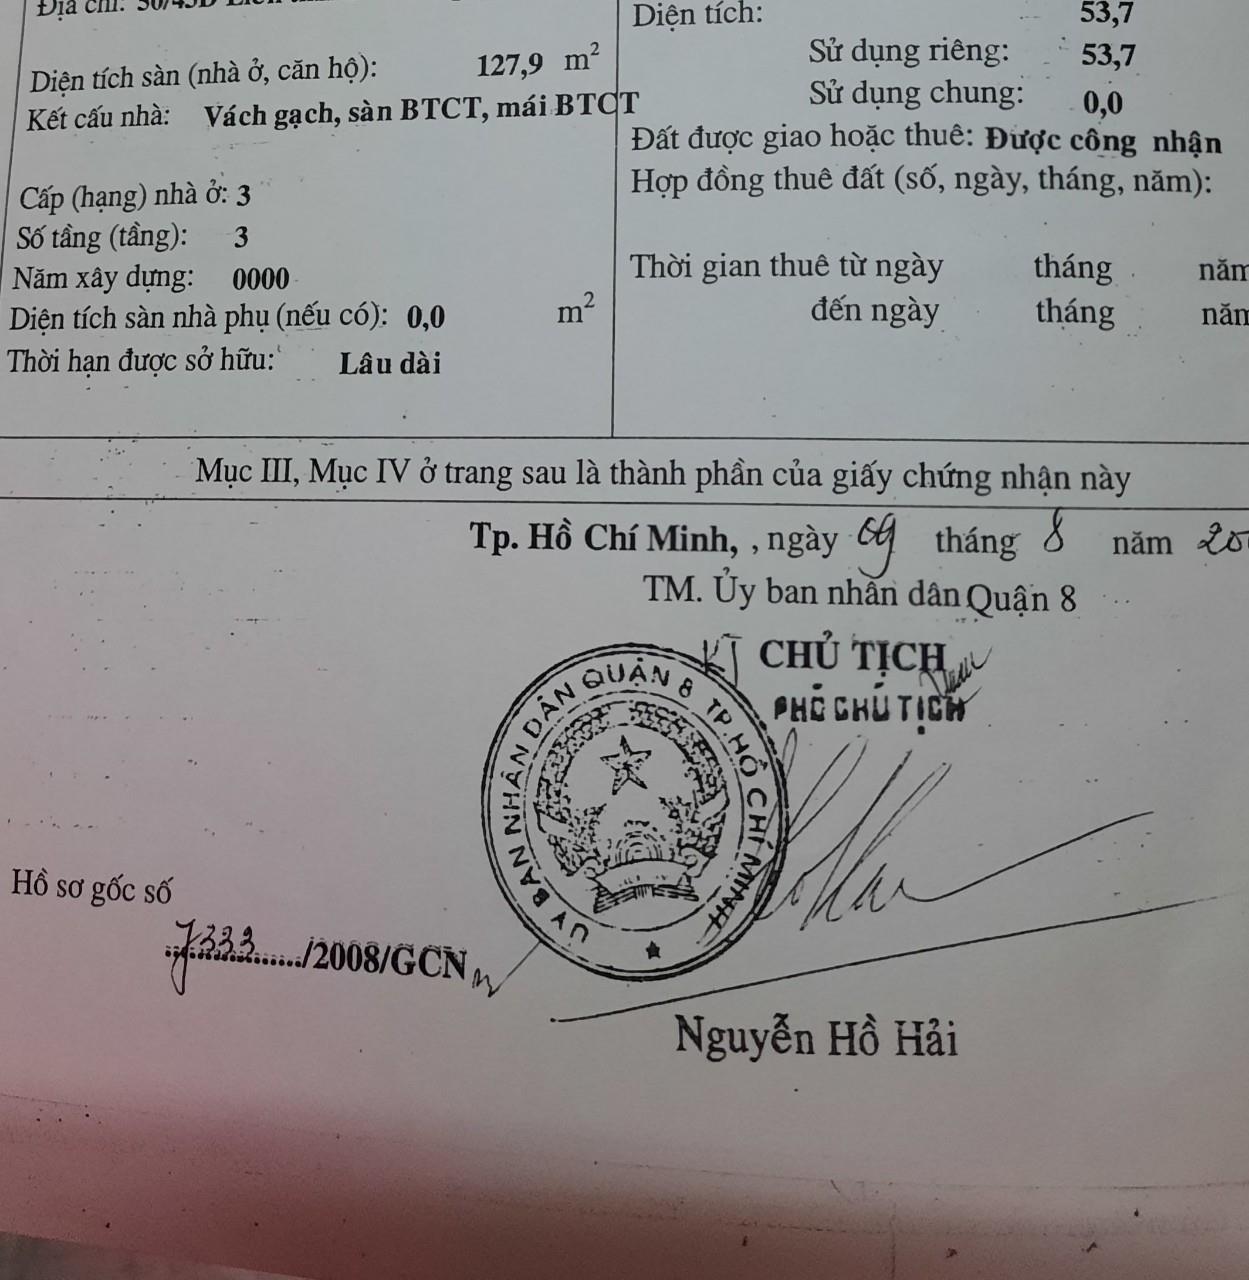 Địa chỉ: 50/43D
Diện tích sàn (nhà ở, căn hộ): 127,9 m²
Kết cấu nhà: Vách gạch, sàn BTCT, mái BTCT
Cấp (hạng) nhà ở: 3
Số tầng (tầng): 3
Năm xây dựng: 0000
Diện tích sàn nhà phụ (nếu có): 0,0 m²
Thời hạn được sở hữu: Lâu dài
Diện tích: 53,7
Sử dụng riêng: 53,7
Sử dụng chung: 0,0
Đất được giao hoặc thuê: Được công nhận
Hợp đồng thuê đất (số, ngày, tháng, năm):
Thời gian thuê từ ngày tháng năm
đến ngày tháng năm
Mục III, Mục IV ở trang sau là thành phần của giấy chứng nhận này
Tp. Hồ Chí Minh, , ngày 09 tháng 8 năm 20
TM. Ủy ban nhân dân Quận 8
KT CHỦ TỊCH
PHÓ CHỦ TỊCH
ỦY BAN NHÂN DÂN QUẬN 8 TP. HỒ CHÍ MINH
Hồ sơ gốc số
7333....../2008/GCN
Nguyễn Hồ Hải